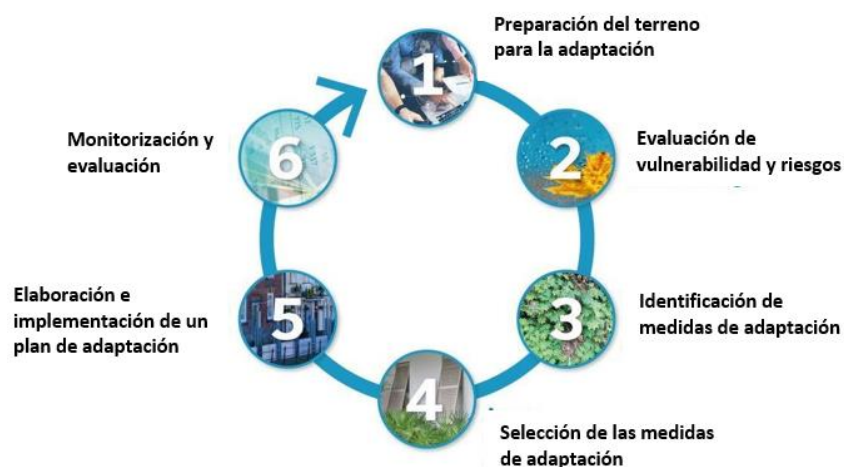 1
Preparación del terreno
para la adaptación
2
Evaluación de
vulnerabilidad y riesgos
3
Identificación de
medidas de adaptación
4
Selección de las medidas
de adaptación
5
Elaboración e
implementación de un
plan de adaptación
6
Monitorización y
evaluación